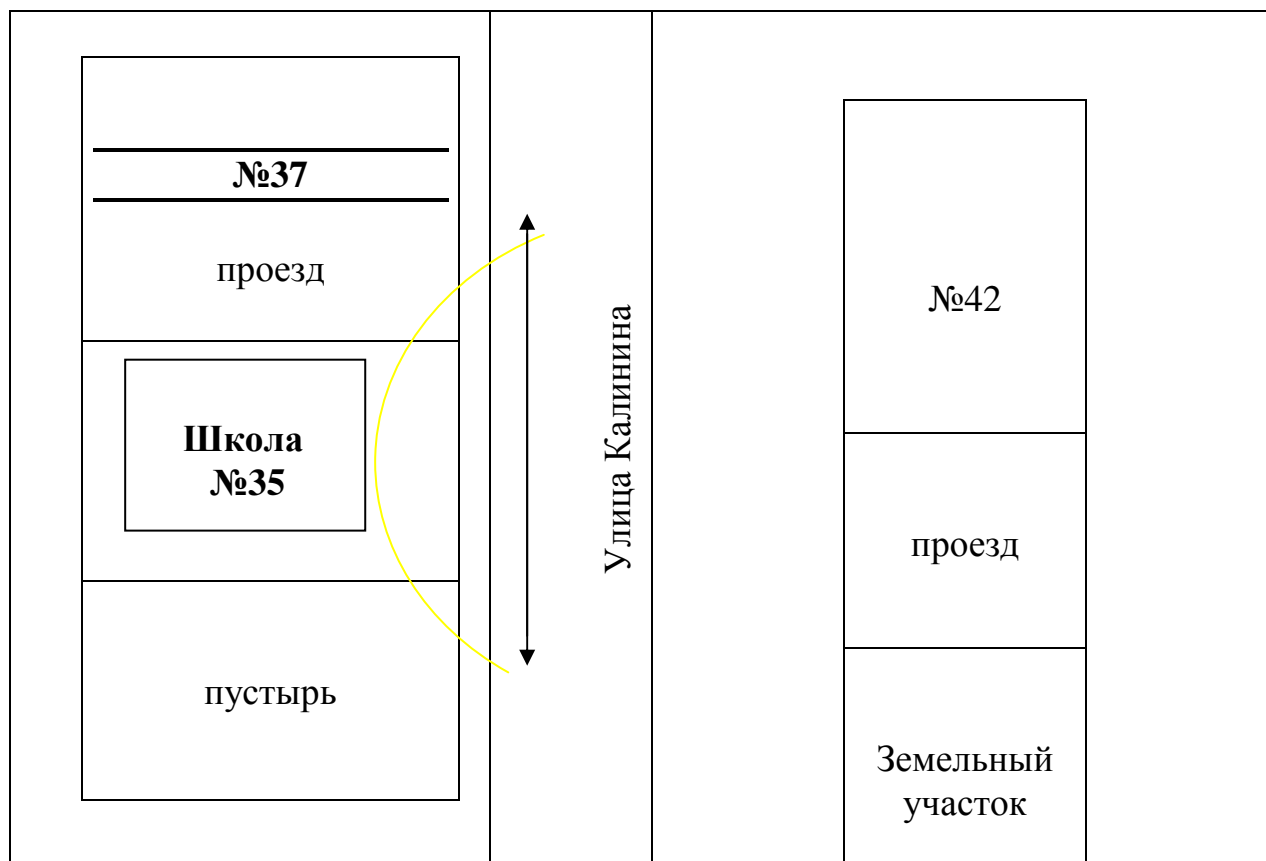 №37
проезд
Школа
№35
пустырь
Улица Калинина
№42
проезд
Земельный
участок